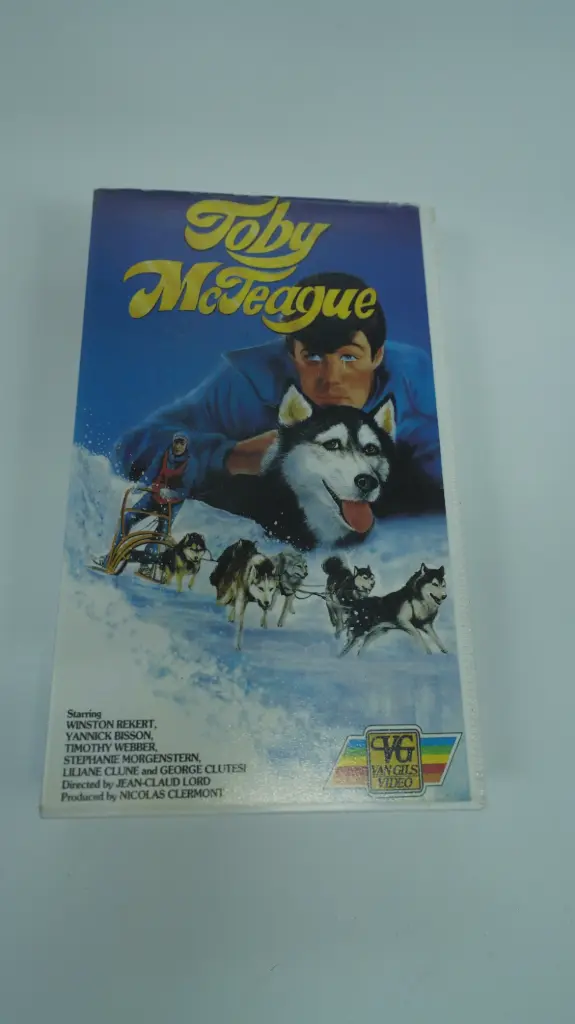 Toby
McTeague
Starring
WINSTON REKERT,
YANNICK BISSON,
TIMOTHY WEBBER,
STEPHANIE MORGENSTERN,
LILIANE CLUNE and GEORGE CLUTESI
Directed by JEAN-CLAUD LORD
Produced by NICOLAS CLERMONT
VG
VAN GILS
VIDEO